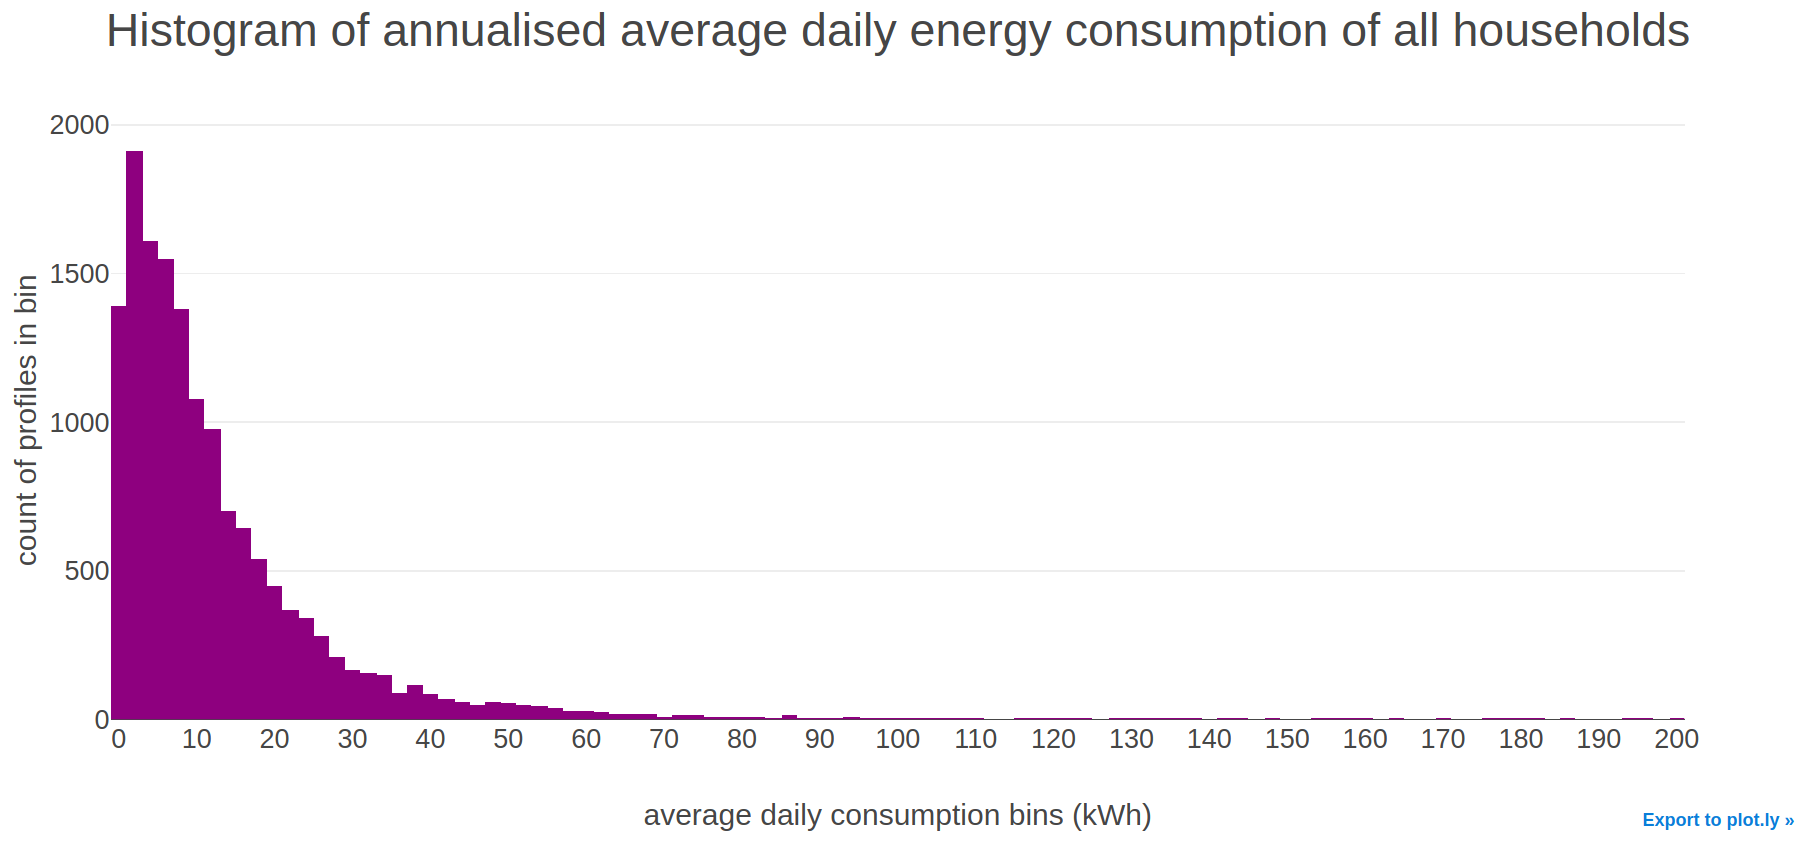 Histogram of annualised average daily energy consumption of all households
2000
1500
1000
500
0
count of profiles in bin
0 10 20 30 40 50 60 70 80 90 100 110 120 130 140 150 160 170 180 190 200
average daily consumption bins (kWh)
Export to plot.ly »